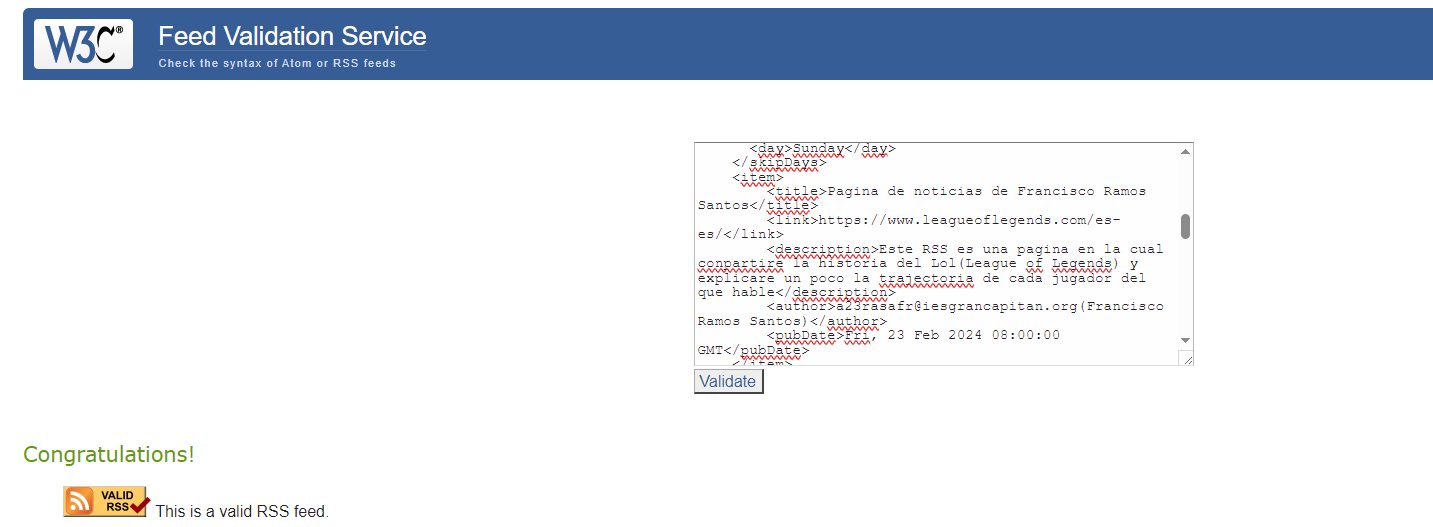 W3C®
Feed Validation Service
Check the syntax of Atom or RSS feeds
<day>Sunday</day>
</skipDays>
<item>
<title>Pagina de noticias de Francisco Ramos
Santos</title>
<link>https://www.leagueoflegends.com/es-
es/</link>
<description>Este RSS es una pagina en la cual
conpartire la historia del Lol(League of Legends) y
explicare un poco la trajectoria de cada jugador del
que hable</description>
<author>a23rasafr@iesgrancapitan.org(Francisco
Ramos Santos)</author>
<pubDate>Fri, 23 Feb 2024 08:00:00
GMT</pubDate>
</item>
Validate
Congratulations!
VALID
RSS
This is a valid RSS feed.